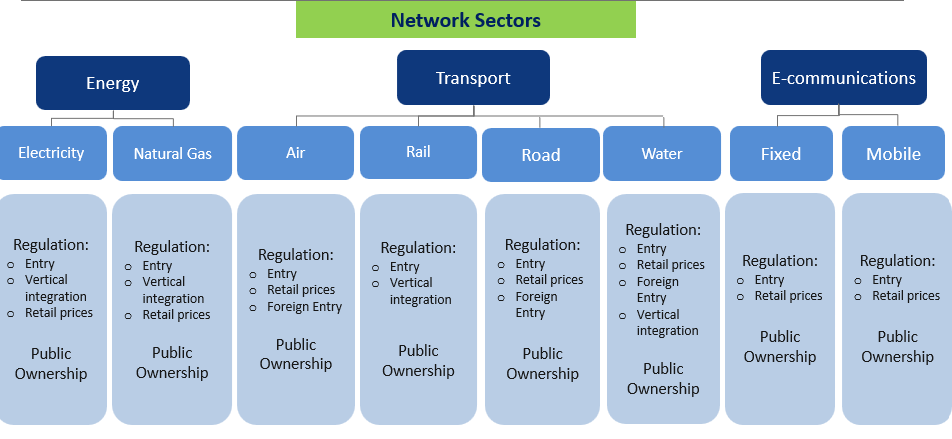 Network Sectors
Energy
Transport
E-communications
Electricity
Natural Gas
Air
Rail
Road
Water
Fixed
Mobile
Regulation:
o Entry
o Vertical
integration
o Retail prices
Public
Ownership
Regulation:
o Entry
o Vertical
integration
o Retail prices
Public
Ownership
Regulation:
o Entry
o Retail prices
o Foreign Entry
Public
Ownership
Regulation:
o Entry
o Vertical
integration
Public
Ownership
Regulation:
o Entry
o Retail prices
o Foreign
Entry
Public
Ownership
Regulation:
o Entry
o Retail prices
o Foreign
Entry
o Vertical
integration
Public
Ownership
Regulation:
o Entry
o Retail prices
Public
Ownership
Regulation:
o Entry
o Retail prices
Public
Ownership